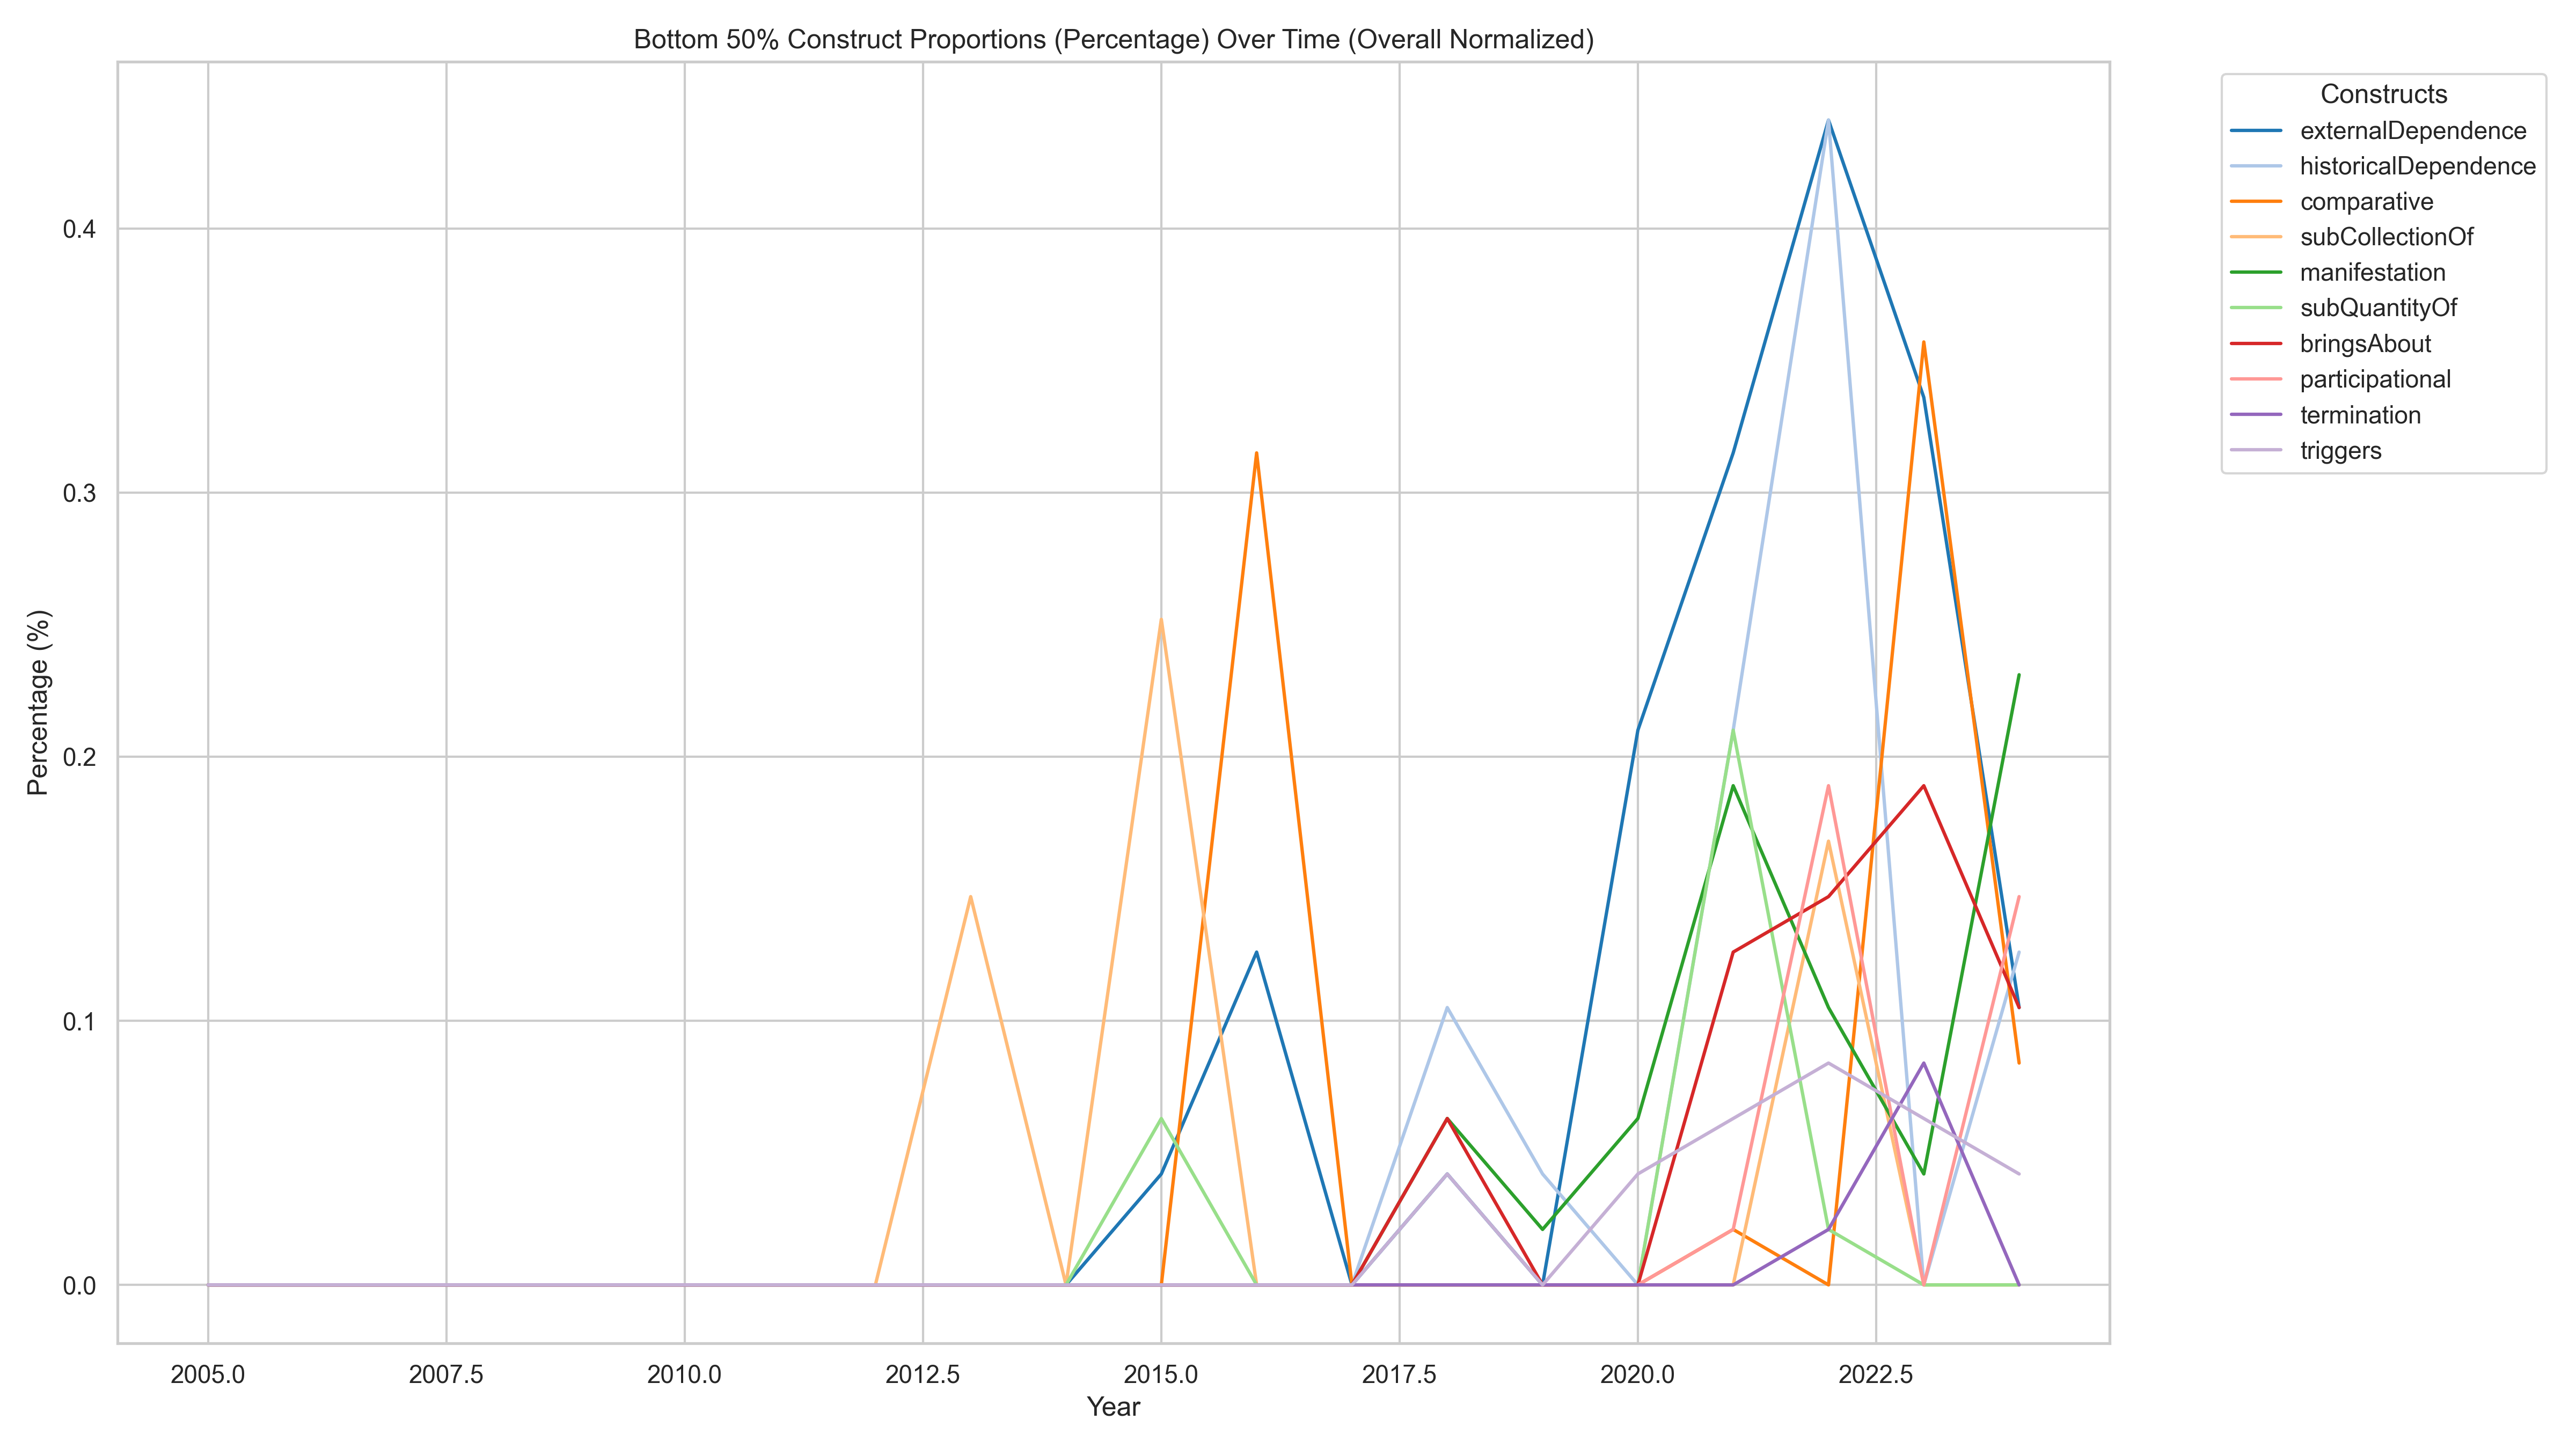 Bottom 50% Construct Proportions (Percentage) Over Time (Overall Normalized)
Constructs
externalDependence
historicalDependence
comparative
subCollectionOf
manifestation
subQuantityOf
bringsAbout
participational
termination
triggers
Percentage (%)
0.4
0.3
0.2
0.1
0.0
2005.0 2007.5 2010.0 2012.5 2015.0 2017.5 2020.0 2022.5
Year